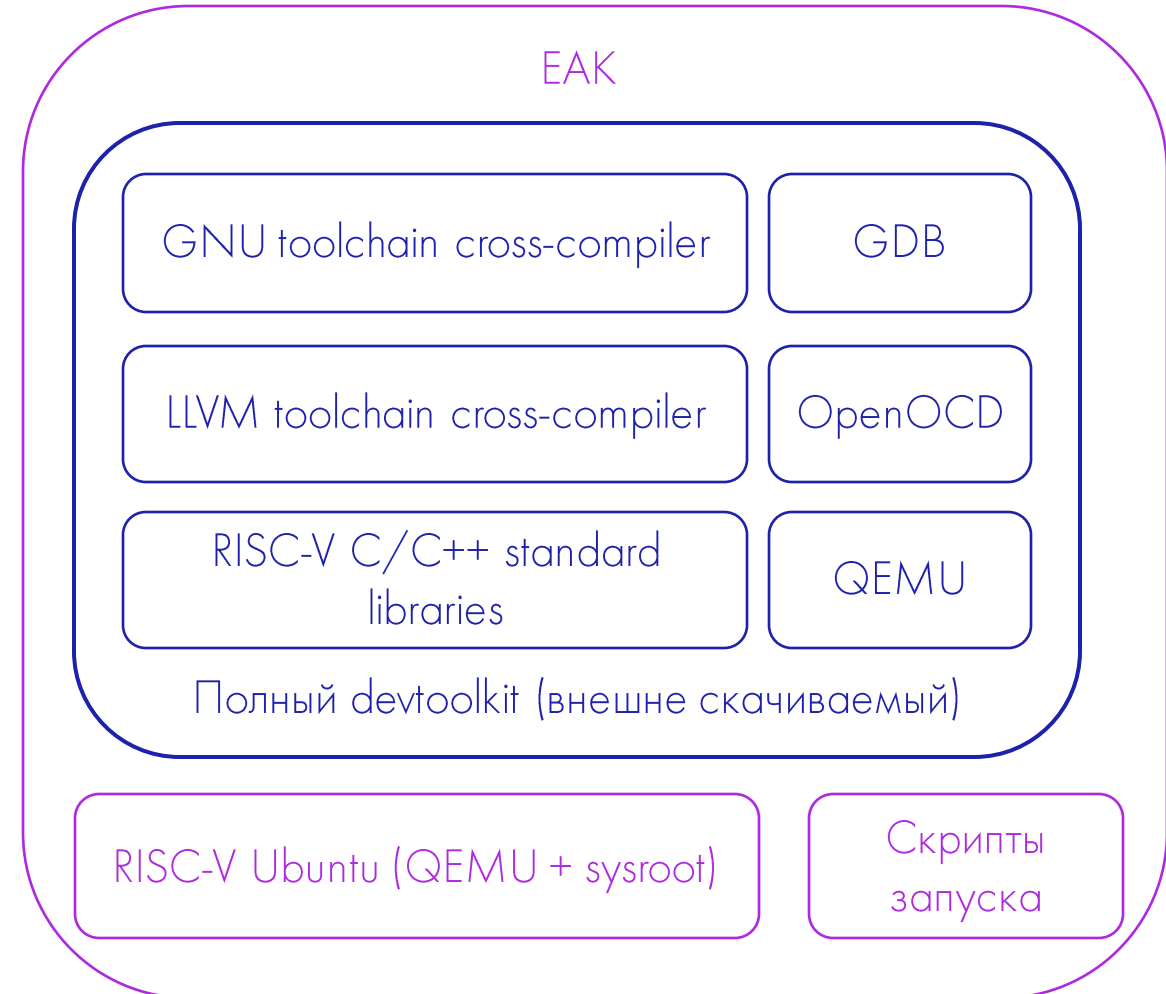 EAK
GNU toolchain cross-compiler
GDB
LLVM toolchain cross-compiler
OpenOCD
RISC-V C/C++ standard
libraries
QEMU
Полный devtoolkit (внешне скачиваемый)
RISC-V Ubuntu (QEMU + sysroot)
Скрипты
запуска